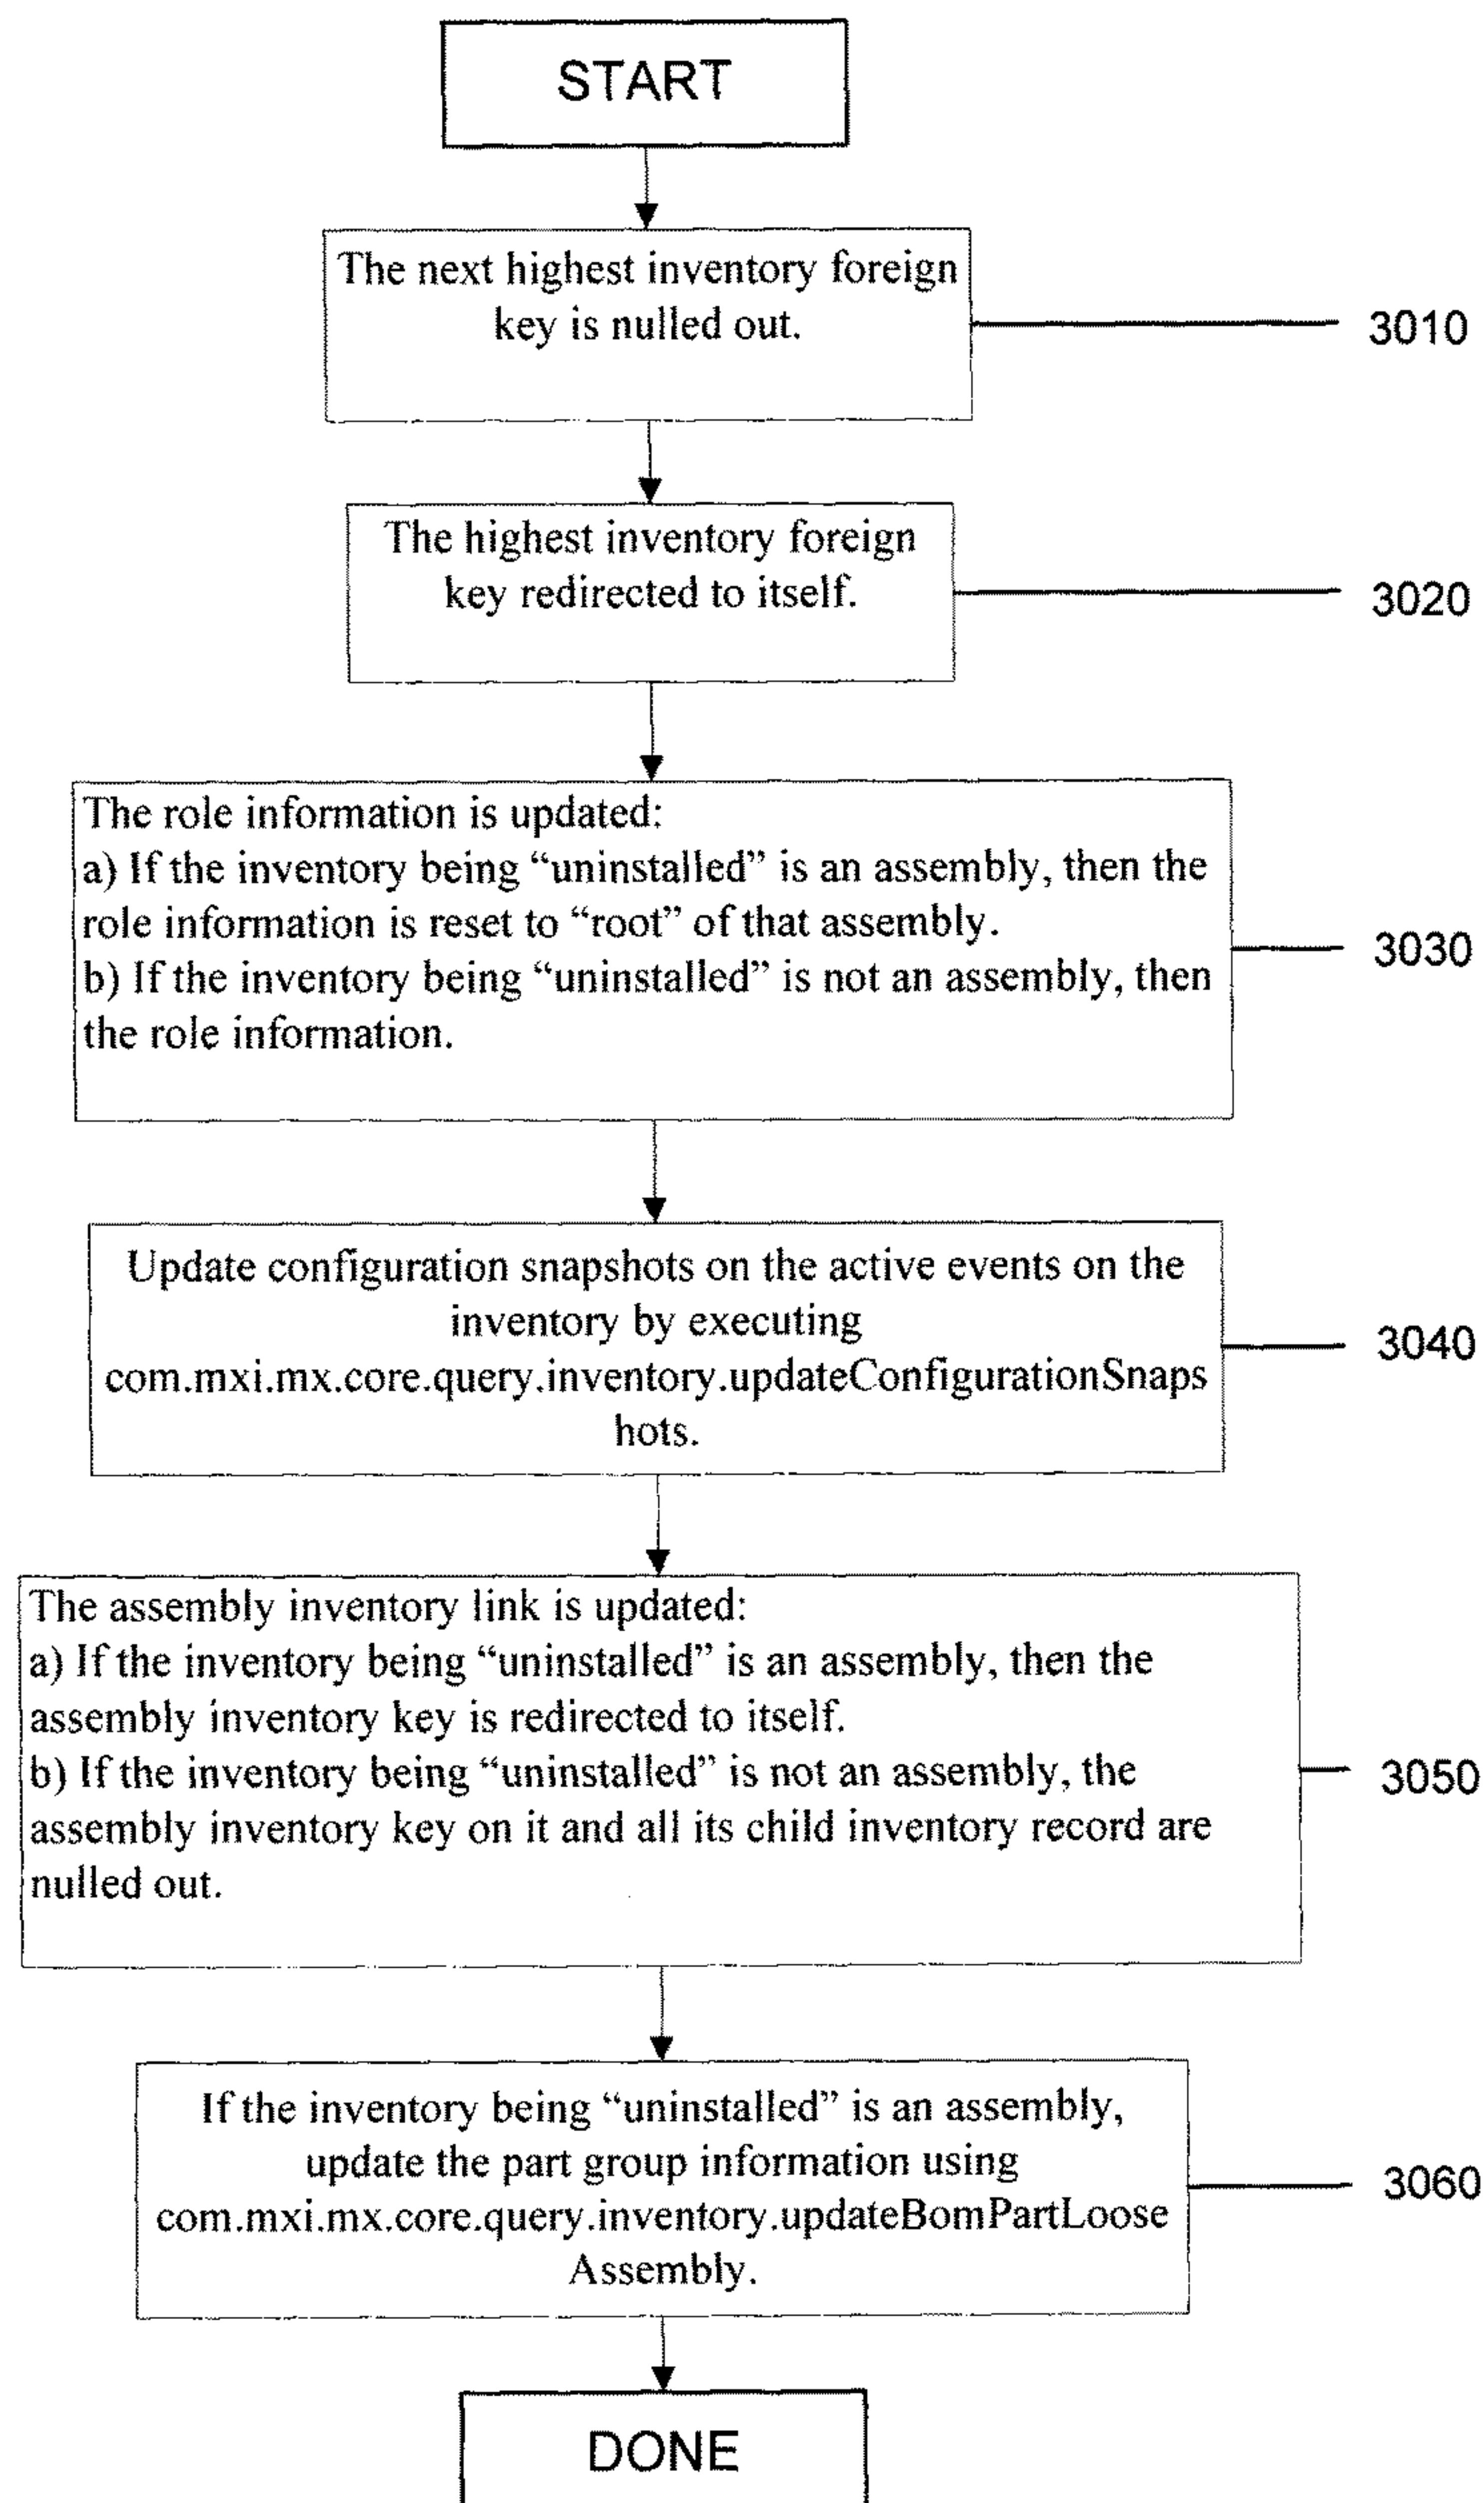 START
The next highest inventory foreign
key is nulled out.
3010
The highest inventory foreign
key redirected to itself.
3020
The role information is updated:
a) If the inventory being “uninstalled” is an assembly, then the
role information is reset to “root” of that assembly.
b) If the inventory being “uninstalled” is not an assembly, then
the role information.
3030
Update configuration snapshots on the active events on the
inventory by executing
com.mxi.mx.core.query.inventory.updateConfigurationSnaps
hots.
3040
The assembly inventory link is updated:
a) If the inventory being “uninstalled” is an assembly, then the
assembly inventory key is redirected to itself.
b) If the inventory being “uninstalled” is not an assembly, the
assembly inventory key on it and all its child inventory record are
nulled out.
3050
If the inventory being “uninstalled” is an assembly,
update the part group information using
com.mxi.mx.core.query.inventory.updateBomPartLoose
Assembly.
3060
DONE